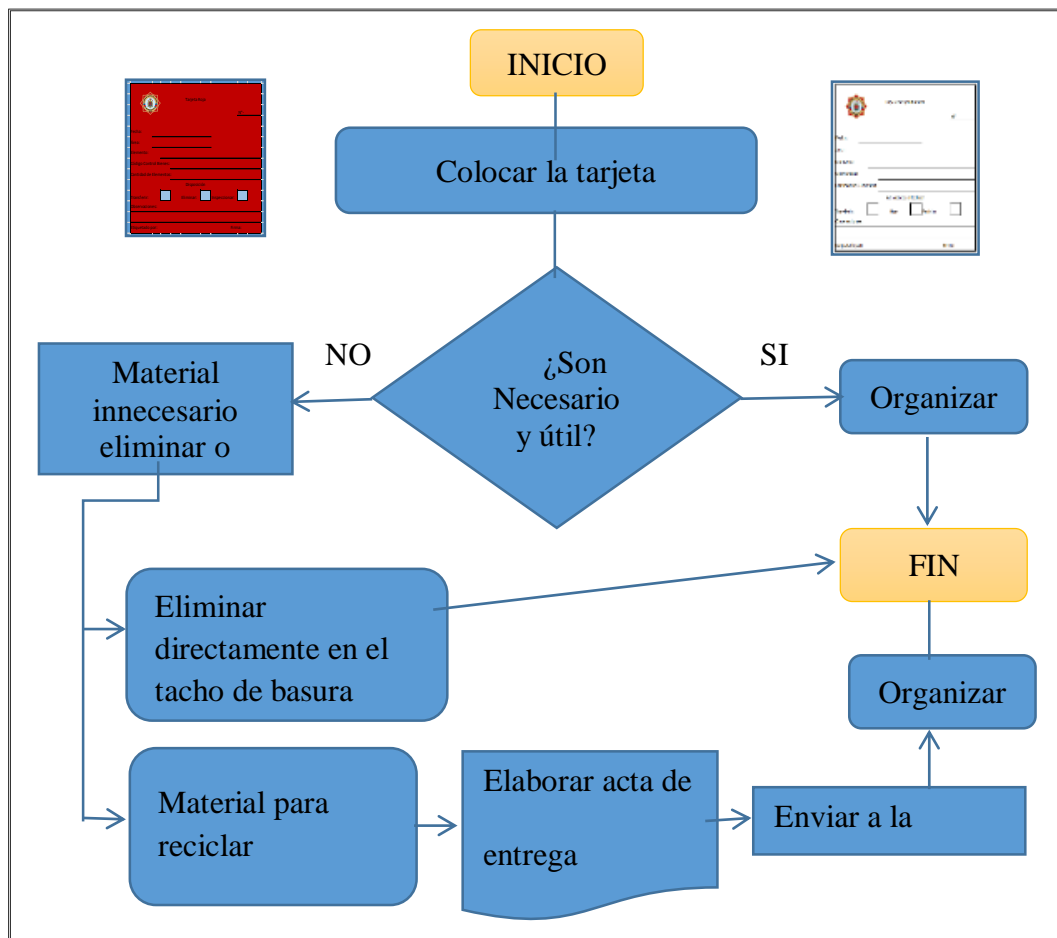 INICIO
Colocar la tarjeta
¿Son
Necesario
y útil?
NO
SI
Material
innecesario
eliminar o
Organizar
FIN
Eliminar
directamente en el
tacho de basura
Organizar
Material para
reciclar
Elaborar acta de
entrega
Enviar a la